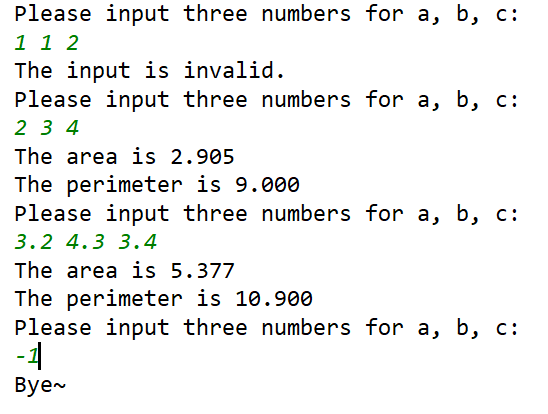 Please input three numbers for a, b, c:
1 1 2
The input is invalid.
Please input three numbers for a, b, c:
2 3 4
The area is 2.905
The perimeter is 9.000
Please input three numbers for a, b, c:
3.2 4.3 3.4
The area is 5.377
The perimeter is 10.900
Please input three numbers for a, b, c:
-1
Bye~